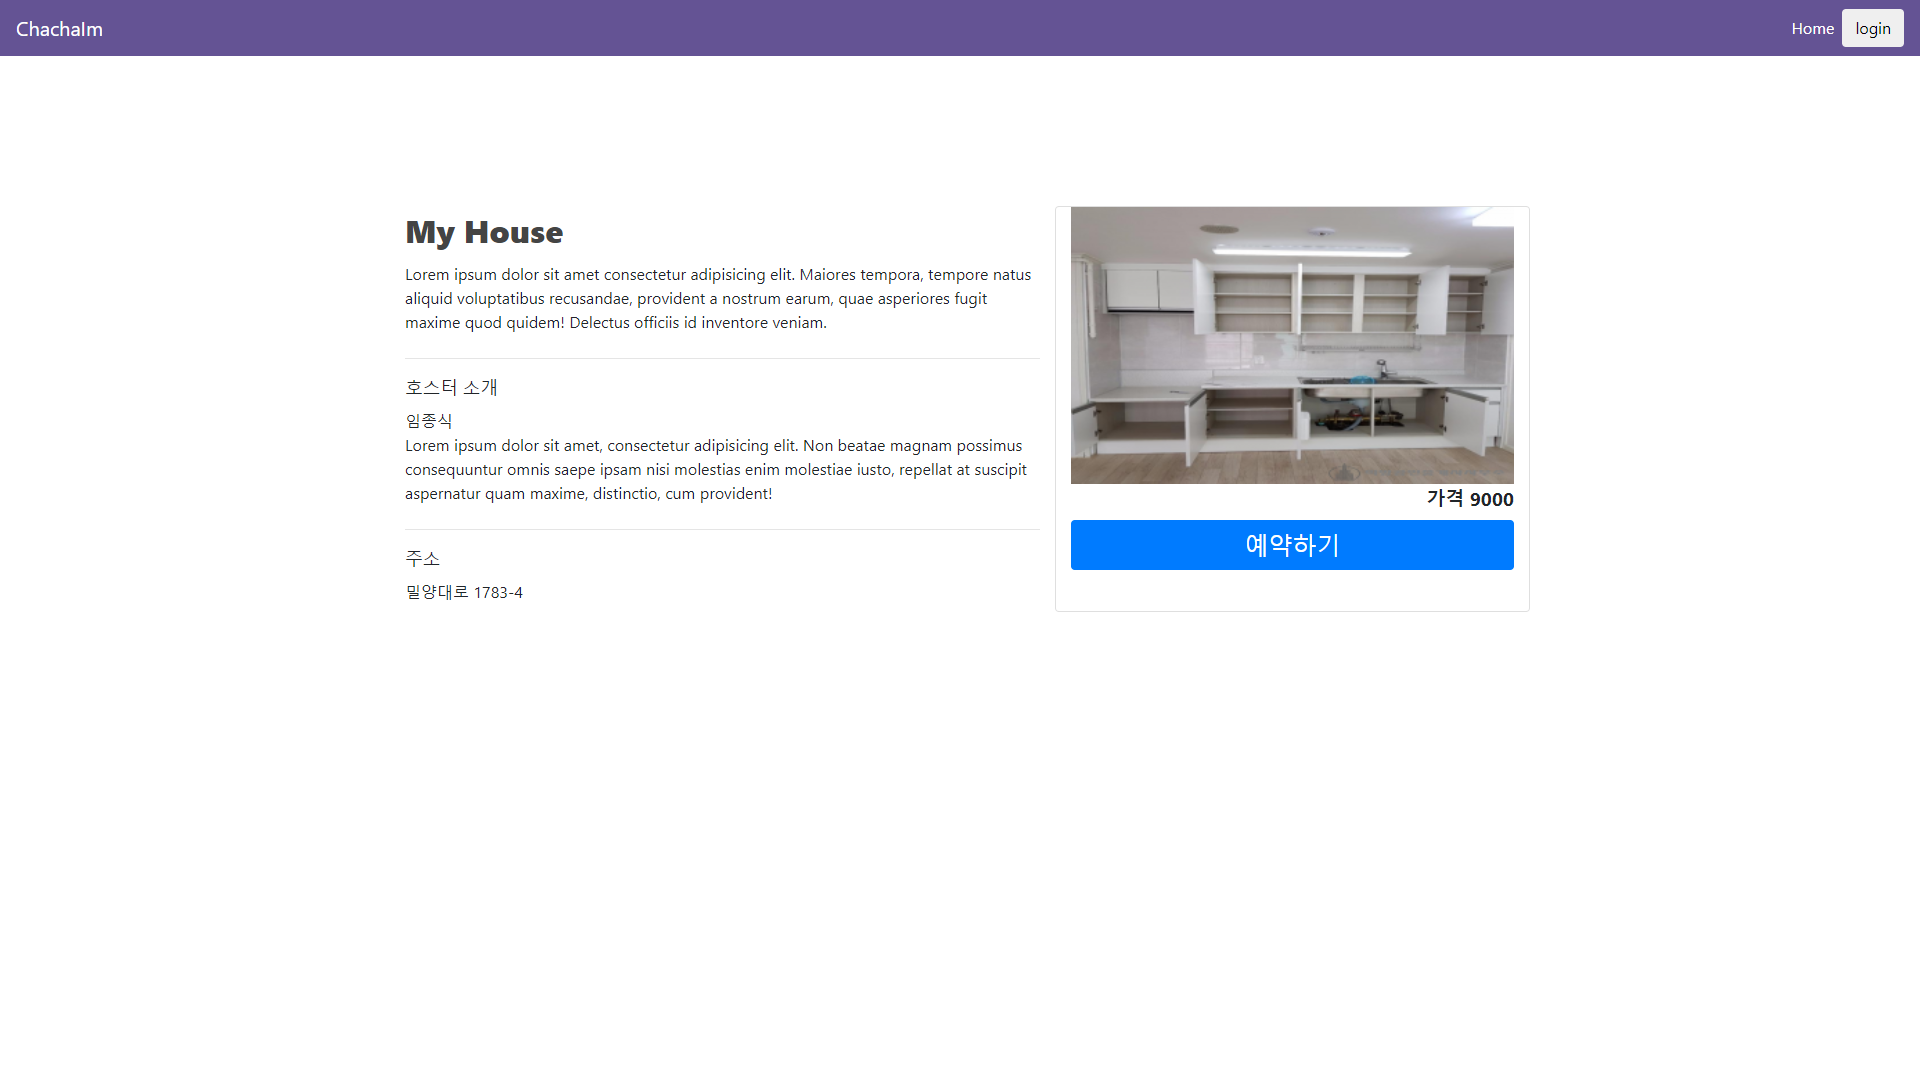 Chachalm
Home
login
My House
Lorem ipsum dolor sit amet consectetur adipisicing elit. Maiores tempora, tempore natus
aliquid voluptatibus recusandae, provident a nostrum earum, quae asperiores fugit
maxime quod quidem! Delectus officiis id inventore veniam.
호스터 소개
임종식
Lorem ipsum dolor sit amet, consectetur adipisicing elit. Non beatae magnam possimus
consequuntur omnis saepe ipsam nisi molestias enim molestiae iusto, repellat at suscipit
aspernatur quam maxime, distinctio, cum provident!
주소
밀양대로 1783-4
가격 9000
예약하기